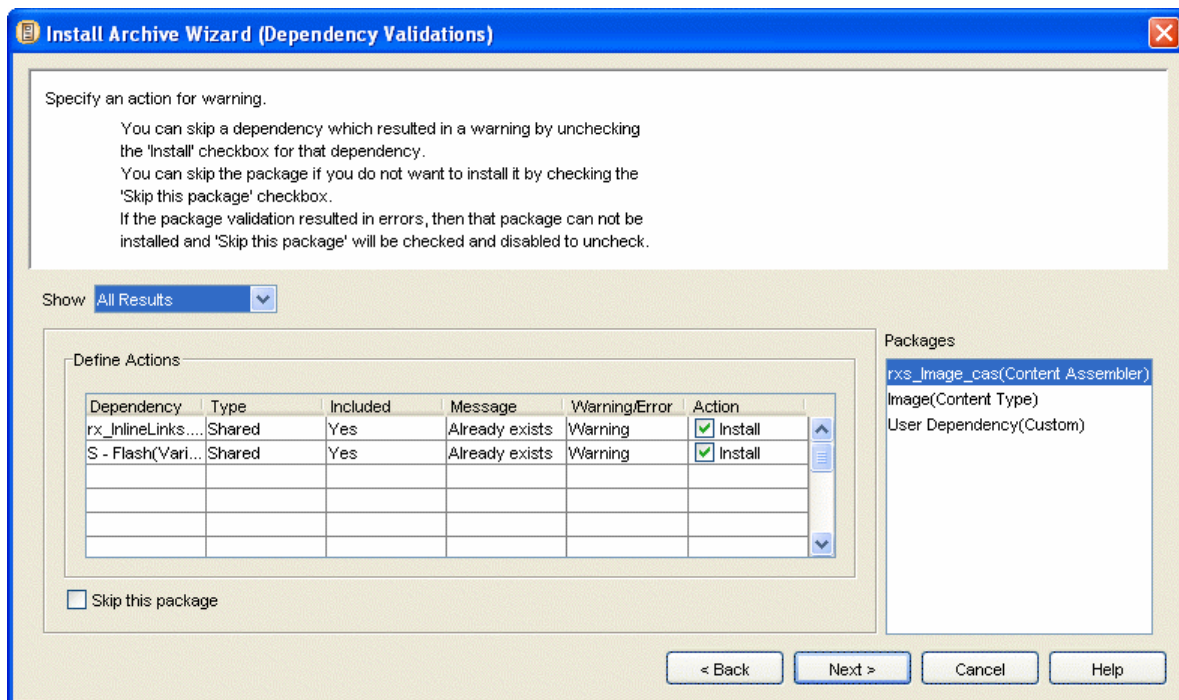 Install Archive Wizard (Dependency Validations)
Specify an action for warning.
You can skip a dependency which resulted in a warning by unchecking
the 'Install' checkbox for that dependency.
You can skip the package if you do not want to install it by checking the
'Skip this package' checkbox.
If the package validation resulted in errors, then that package can not be
installed and 'Skip this package' will be checked and disabled to uncheck.
Show All Results
Define Actions
Dependency Type Included Message Warning/Error Action
rx_InlineLinks.... Shared Yes Already exists Warning Install
S - Flash(Vari... Shared Yes Already exists Warning Install
Skip this package
Packages
rxs_Image_cas(Content Assembler)
Image(Content Type)
User Dependency(Custom)
< Back Next > Cancel Help